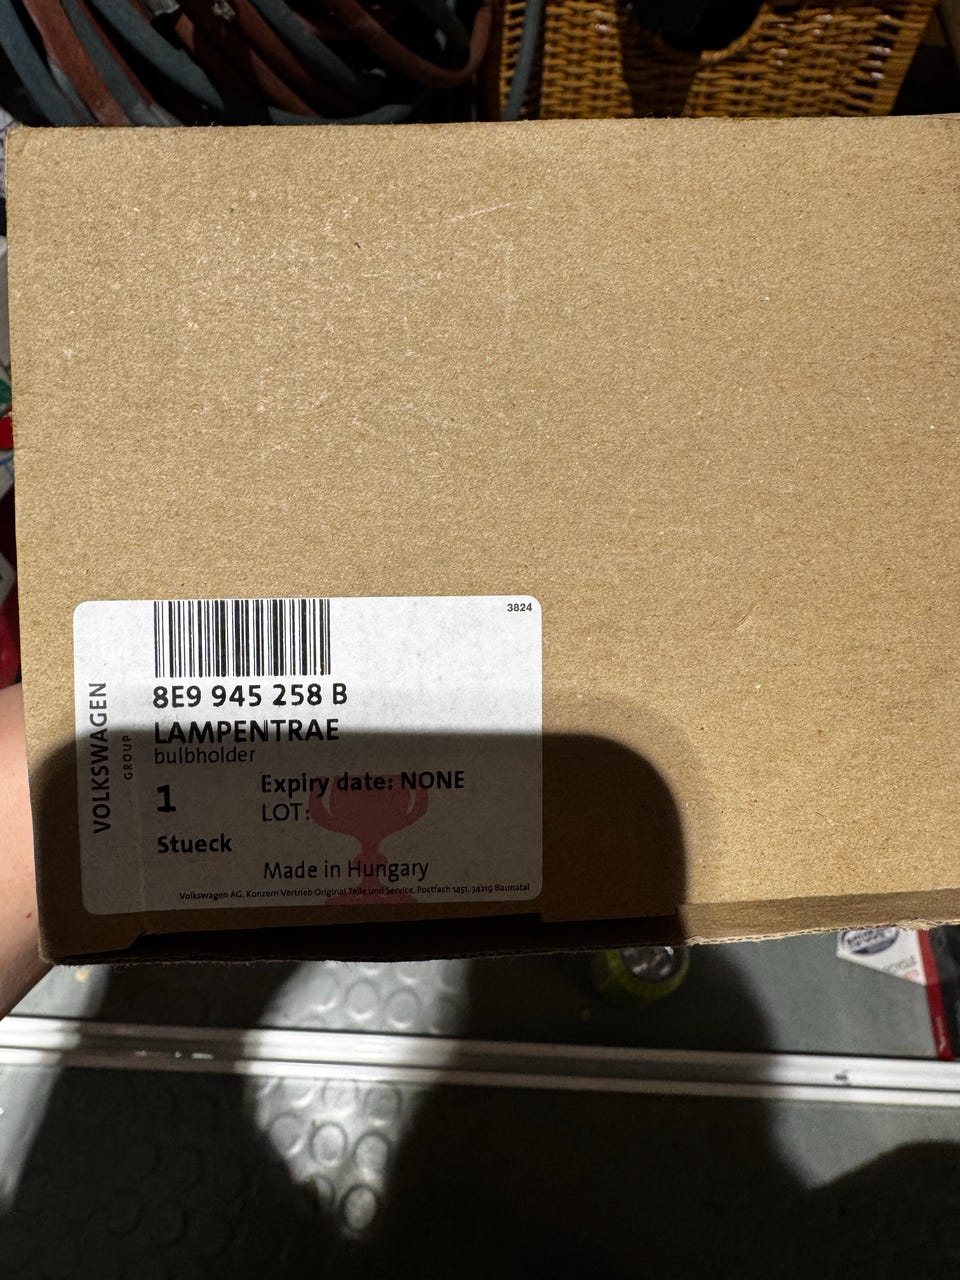 3824
8E9 945 258 B
LAMPENTRAE
bulbholder
VOLKSWAGEN
GROUP
1
Expiry date: NONE
LOT:
Stueck
Made in Hungary
Volkswagen AG, Konzern Vertrieb Original Teile und Service, Postfach 1451, 34219 Baunatal